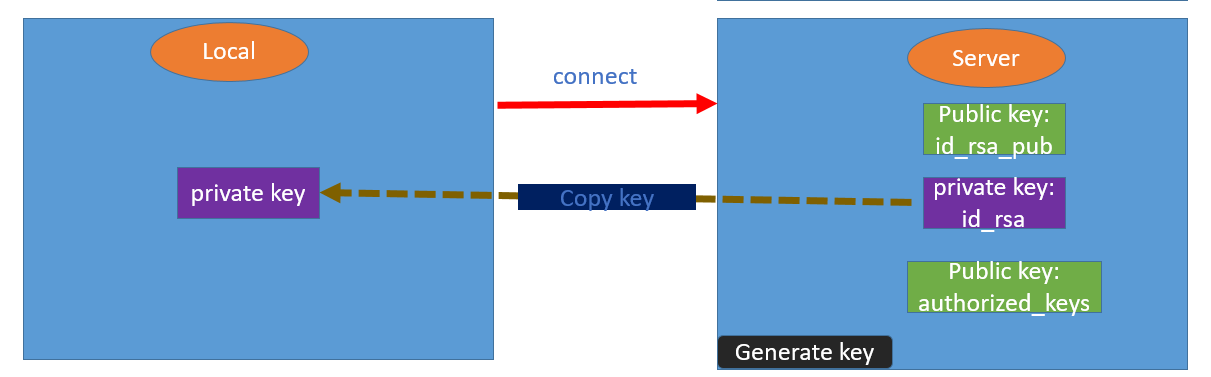 Local
connect
private key
Copy key
Server
Public key:
id_rsa_pub
private key:
id_rsa
Public key:
authorized_keys
Generate key